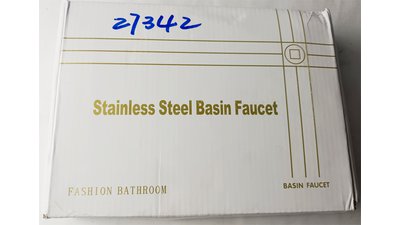 27342
Stainless Steel Basin Faucet
FASHION BATHROOM
BASIN FAUCET